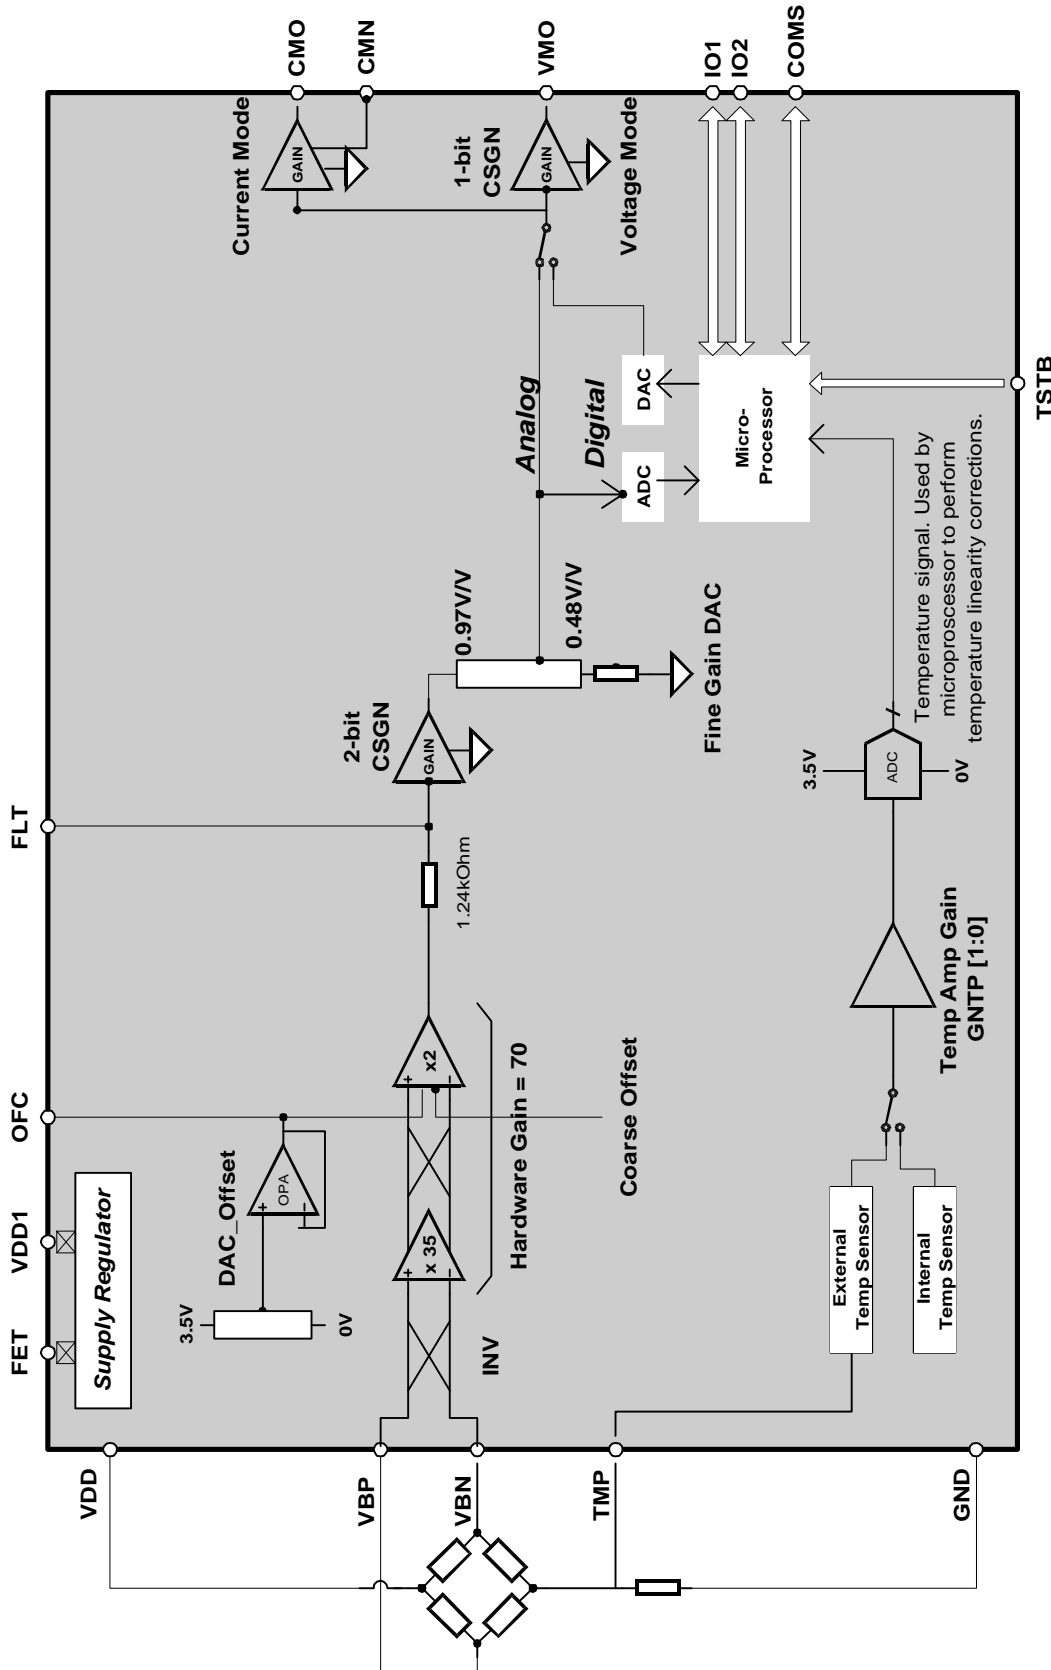 FET
VDD1
OFC
FLT
Supply Regulator
VDD
VBP
VBN
TMP
GND
3.5V
0V
DAC_Offset
OPA
+
–
INV
+
–
x 35
+
–
x2
Hardware Gain = 70
Coarse Offset
1.24kOhm
2-bit
CSGN
GAIN
0.97V/V
0.48V/V
Fine Gain DAC
Analog
Digital
ADC
DAC
Micro-
Processor
Current Mode
GAIN
1-bit
CSGN
GAIN
Voltage Mode
CMO
CMN
VMO
IO1
IO2
COMS
TSTB
External
Temp Sensor
Internal
Temp Sensor
Temp Amp Gain
GNTP [1:0]
3.5V
ADC
0V
Temperature signal. Used by
microproscessor to perform
temperature linearity corrections.